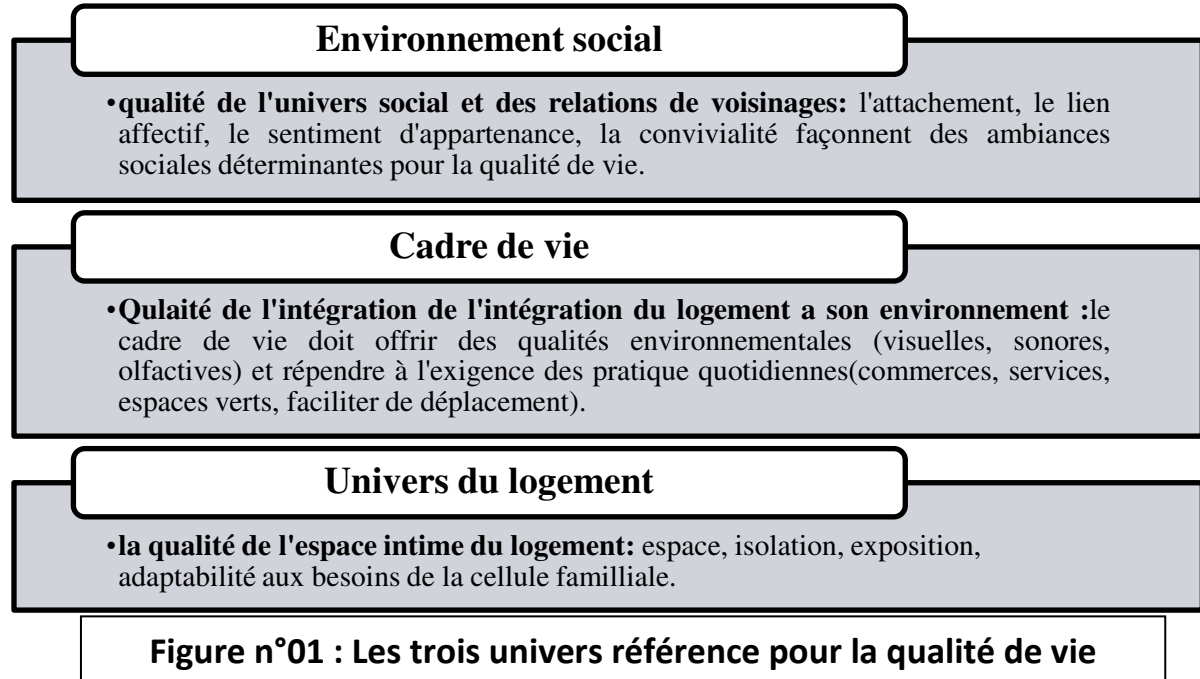 Environnement social
•qualité de l'univers social et des relations de voisinages: l'attachement, le lien
affectif, le sentiment d'appartenance, la convivialité façonnent des ambiances
sociales déterminantes pour la qualité de vie.
Cadre de vie
•Qulaité de l'intégration de l'intégration du logement a son environnement :le
cadre de vie doit offrir des qualités environnementales (visuelles, sonores,
olfactives) et répendre à l'exigence des pratique quotidiennes(commerces, services,
espaces verts, faciliter de déplacement).
Univers du logement
•la qualité de l'espace intime du logement: espace, isolation, exposition,
adaptabilité aux besoins de la cellule familliale.
Figure n°01 : Les trois univers référence pour la qualité de vie